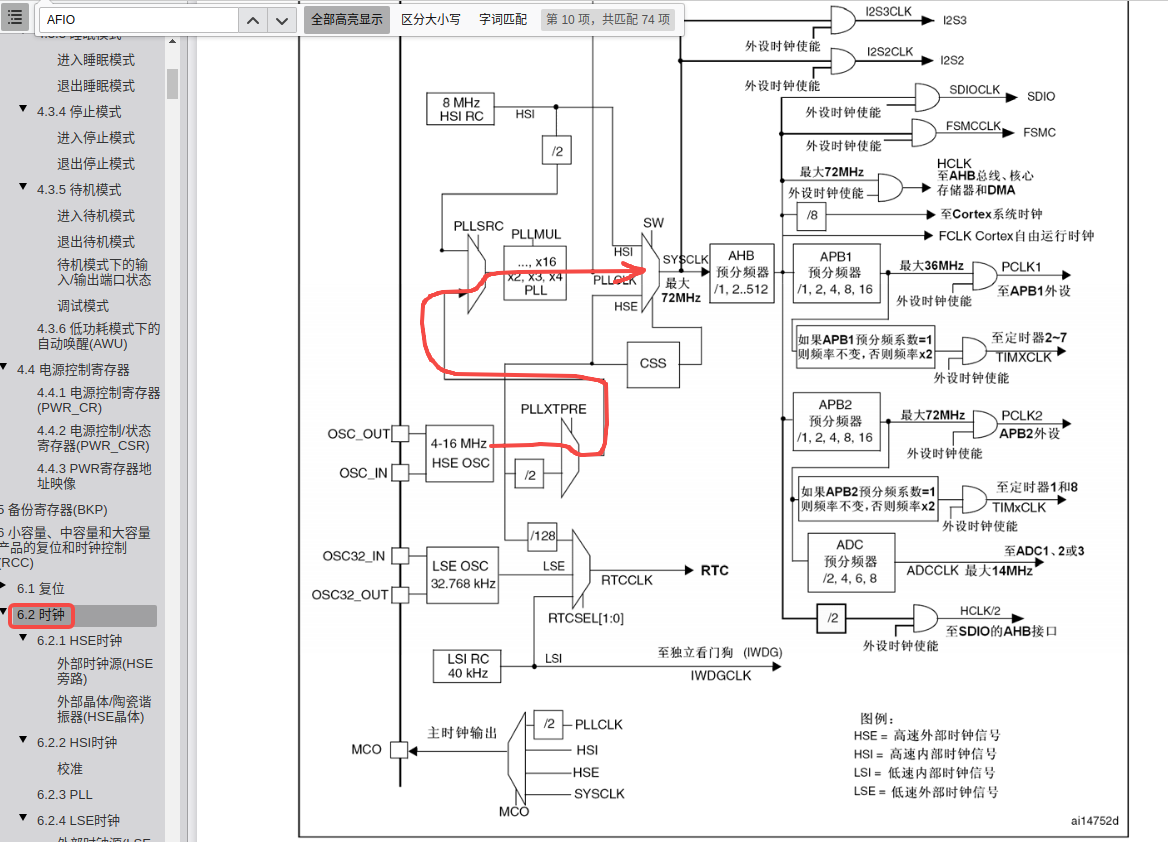 AFIO
全部高亮显示
区分大小写
字词匹配
第 10 项，共匹配 74 项
进入睡眠模式
退出睡眠模式
4.3.4 停止模式
进入停止模式
退出停止模式
4.3.5 待机模式
进入待机模式
退出待机模式
待机模式下的输
入/输出端口状态
调试模式
4.3.6 低功耗模式下的
自动唤醒(AWU)
4.4 电源控制寄存器
4.4.1 电源控制寄存器
(PWR_CR)
4.4.2 电源控制/状态
寄存器(PWR_CSR)
4.4.3 PWR寄存器地
址映像
5 备份寄存器(BKP)
6 小容量、中容量和大容量
产品的复位和时钟控制
(RCC)
6.1 复位
6.2 时钟
6.2.1 HSE时钟
外部时钟源(HSE
旁路)
外部晶体/陶瓷谐
振器(HSE晶体)
6.2.2 HSI时钟
校准
6.2.3 PLL
6.2.4 LSE时钟
I2S3CLK
I2S3
外设时钟使能
I2S2CLK
I2S2
外设时钟使能
SDIOCLK
SDIO
外设时钟使能
FSMCCLK
FSMC
外设时钟使能
8 MHz
HSI RC
HSI
/2
最大72MHz
外设时钟使能
HCLK
至AHB总线、核心
存储器和DMA
/8
至Cortex系统时钟
FCLK Cortex自由运行时钟
PLLSRC
PLLMUL
..., x16
x2, x3, x4
PLL
SW
HSI
PLLCLK
HSE
SYSCLK
最大
72MHz
AHB
预分频器
/1, 2..512
APB1
预分频器
/1, 2, 4, 8, 16
最大36MHz
外设时钟使能
PCLK1
至APB1外设
如果APB1预分频系数=1
则频率不变，否则频率x2
至定时器2~7
TIMXCLK
外设时钟使能
CSS
PLLXTPRE
OSC_OUT
OSC_IN
4-16 MHz
HSE OSC
/2
APB2
预分频器
/1, 2, 4, 8, 16
最大72MHz
外设时钟使能
PCLK2
APB2外设
如果APB2预分频系数=1
则频率不变，否则频率x2
至定时器1和8
TIMxCLK
外设时钟使能
/128
OSC32_IN
OSC32_OUT
LSE OSC
32.768 kHz
LSE
RTCCLK
RTC
RTCSEL[1:0]
ADC
预分频器
/2, 4, 6, 8
至ADC1、2或3
ADCCLK 最大14MHz
/2
HCLK/2
至SDIO的AHB接口
外设时钟使能
LSI RC
40 kHz
LSI
至独立看门狗 (IWDG)
IWDGCLK
MCO
主时钟输出
/2
PLLCLK
HSI
HSE
SYSCLK
MCO
图例：
HSE = 高速外部时钟信号
HSI = 高速内部时钟信号
LSI = 低速内部时钟信号
LSE = 低速外部时钟信号
ai14752d